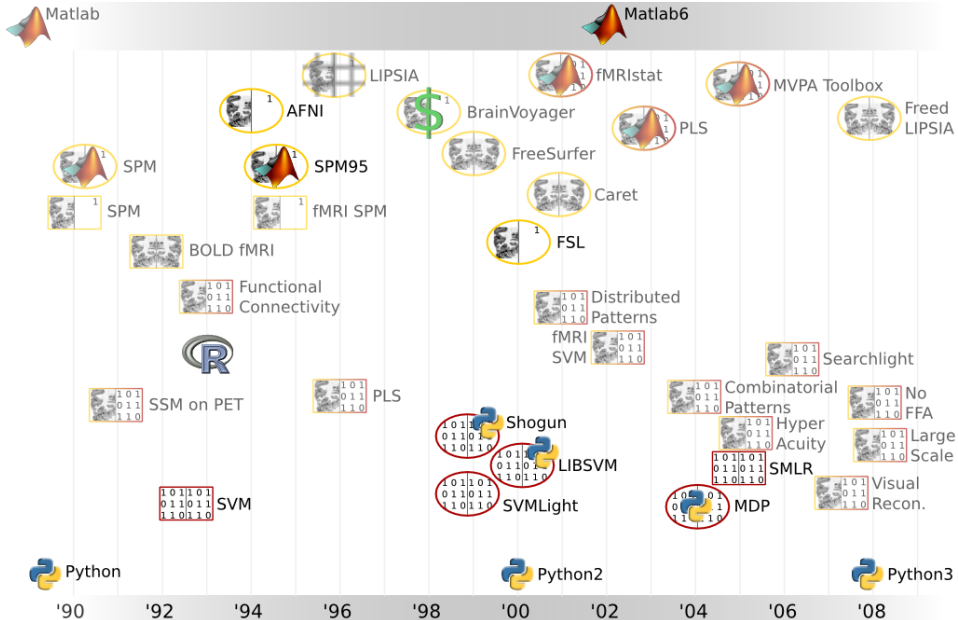 Matlab
Matlab6
LIPSIA
fMRIstat
MVPA Toolbox
AFNI
$
BrainVoyager
PLS
Freed
LIPSIA
FreeSurfer
SPM
SPM95
Caret
SPM
fMRI SPM
FSL
BOLD fMRI
Functional
Connectivity
Distributed
Patterns
fMRI
SVM
R
Searchlight
SSM on PET
PLS
Combinatorial
Patterns
No
FFA
Shogun
Hyper
Acuity
Large
Scale
LIBSVM
SMLR
SVM
SVMLight
MDP
Visual
Recon.
Python
Python2
Python3
'90
'92
'94
'96
'98
'00
'02
'04
'06
'08